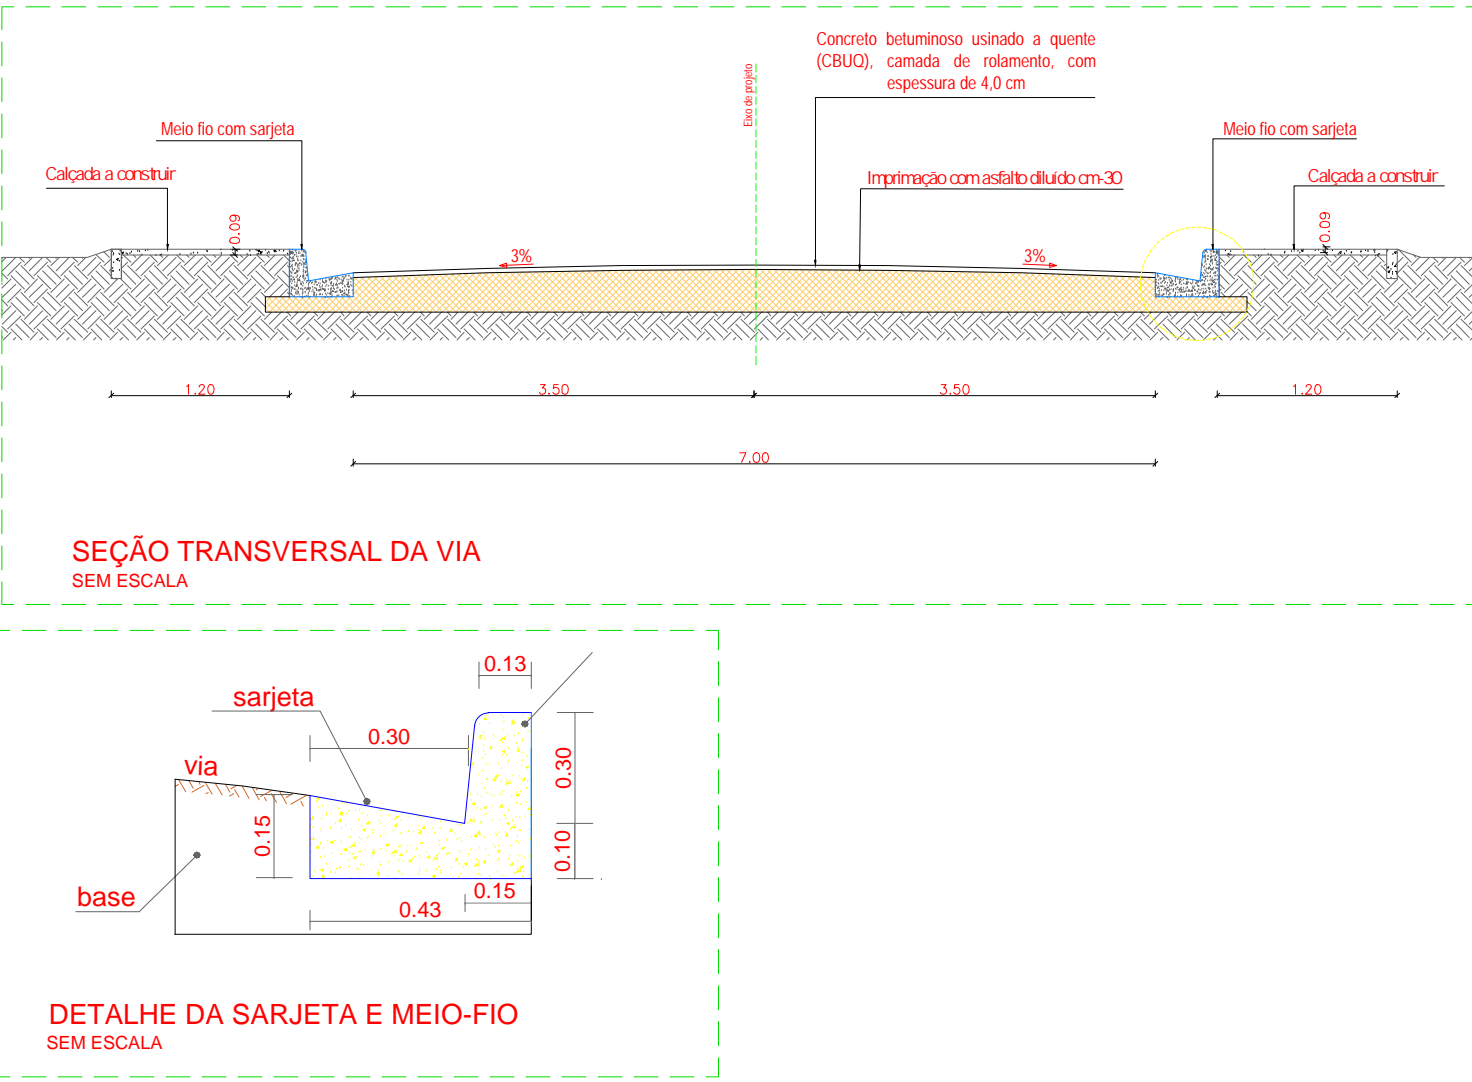 Concreto betuminoso usinado a quente
(CBUQ), camada de rolamento, com
espessura de 4,0 cm
Eixo de projeto
Meio fio com sarjeta
Meio fio com sarjeta
Calçada a construir
Imprimação com asfalto diluído cm-30
Calçada a construir
0.09
0.09
3%
3%
1.20
3.50
3.50
1.20
7.00
SEÇÃO TRANSVERSAL DA VIA
SEM ESCALA
0.13
sarjeta
0.30
via
0.30
0.15
0.10
base
0.15
0.43
DETALHE DA SARJETA E MEIO-FIO
SEM ESCALA